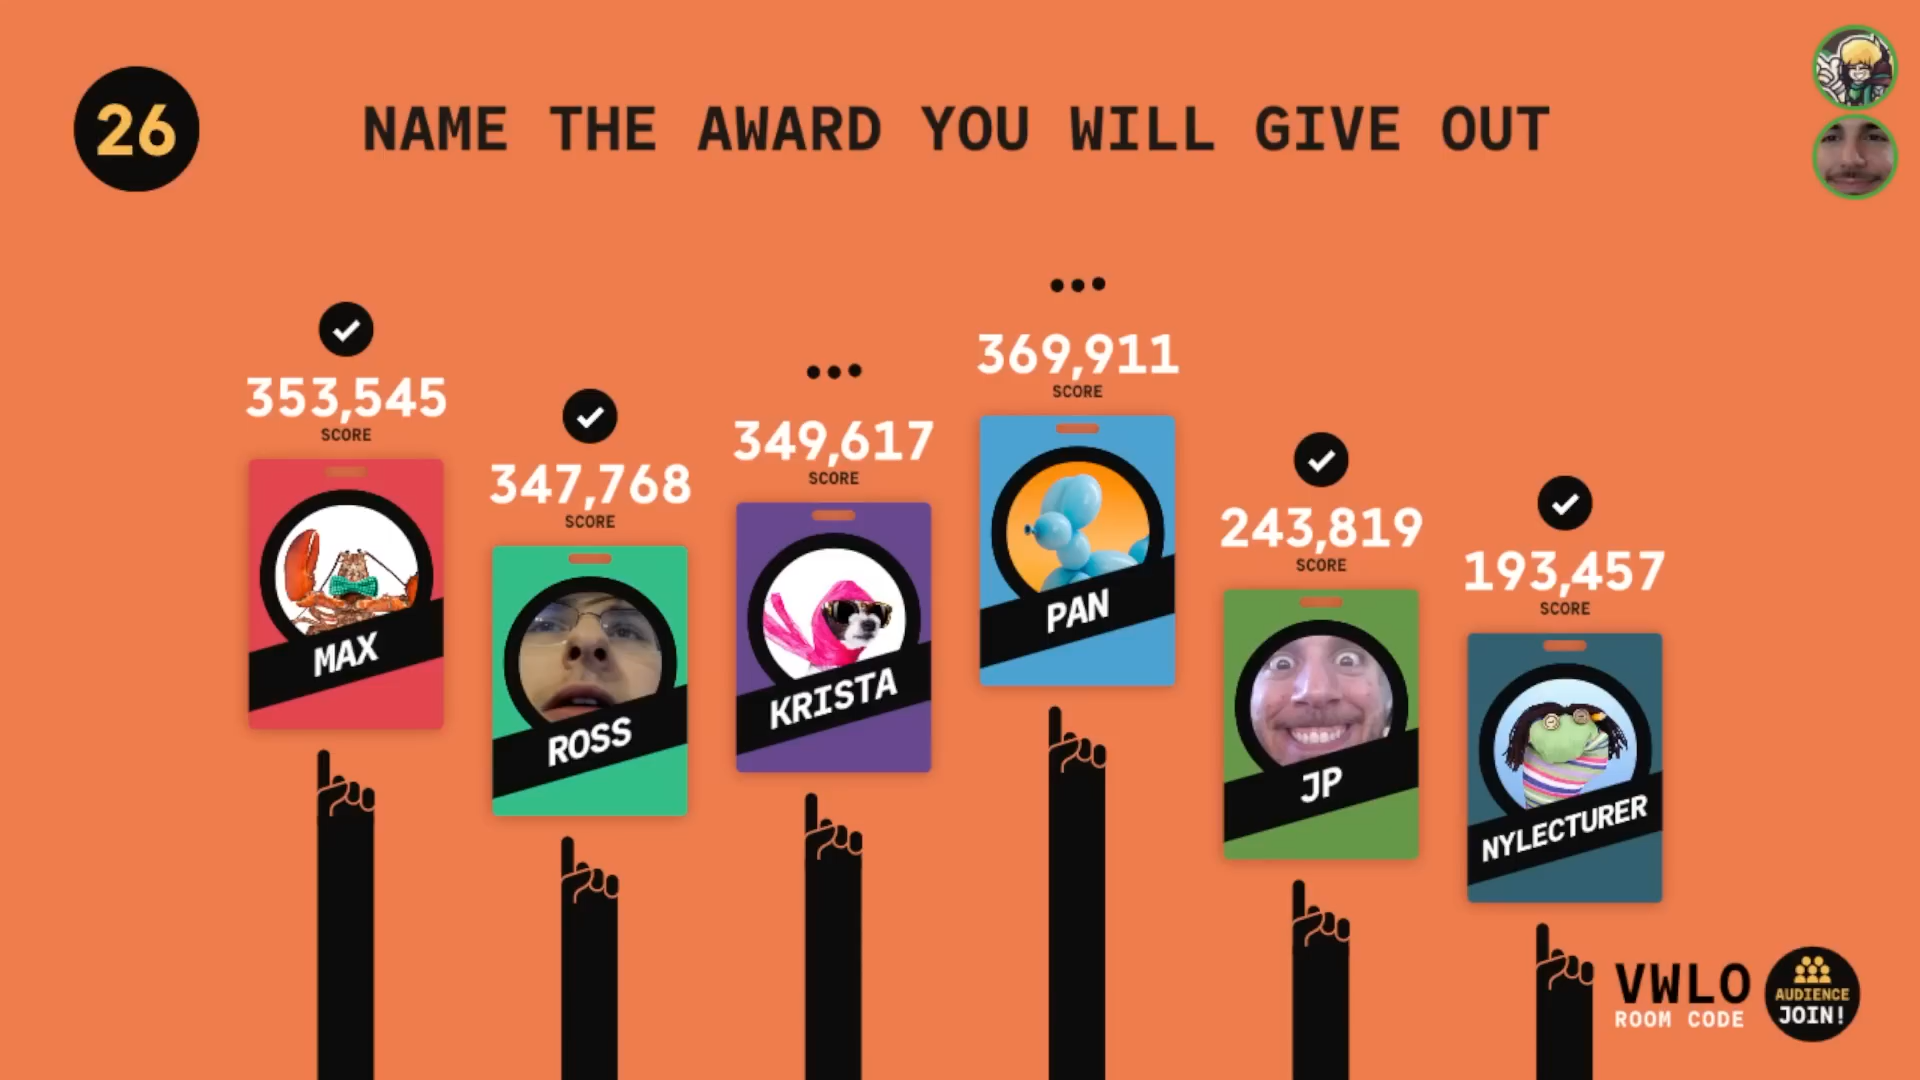 26
NAME THE AWARD YOU WILL GIVE OUT
353,545
SCORE
MAX
347,768
SCORE
ROSS
349,617
SCORE
KRISTA
369,911
SCORE
PAN
243,819
SCORE
JP
193,457
SCORE
NYLECTURER
VWLO
ROOM CODE
AUDIENCE
JOIN!